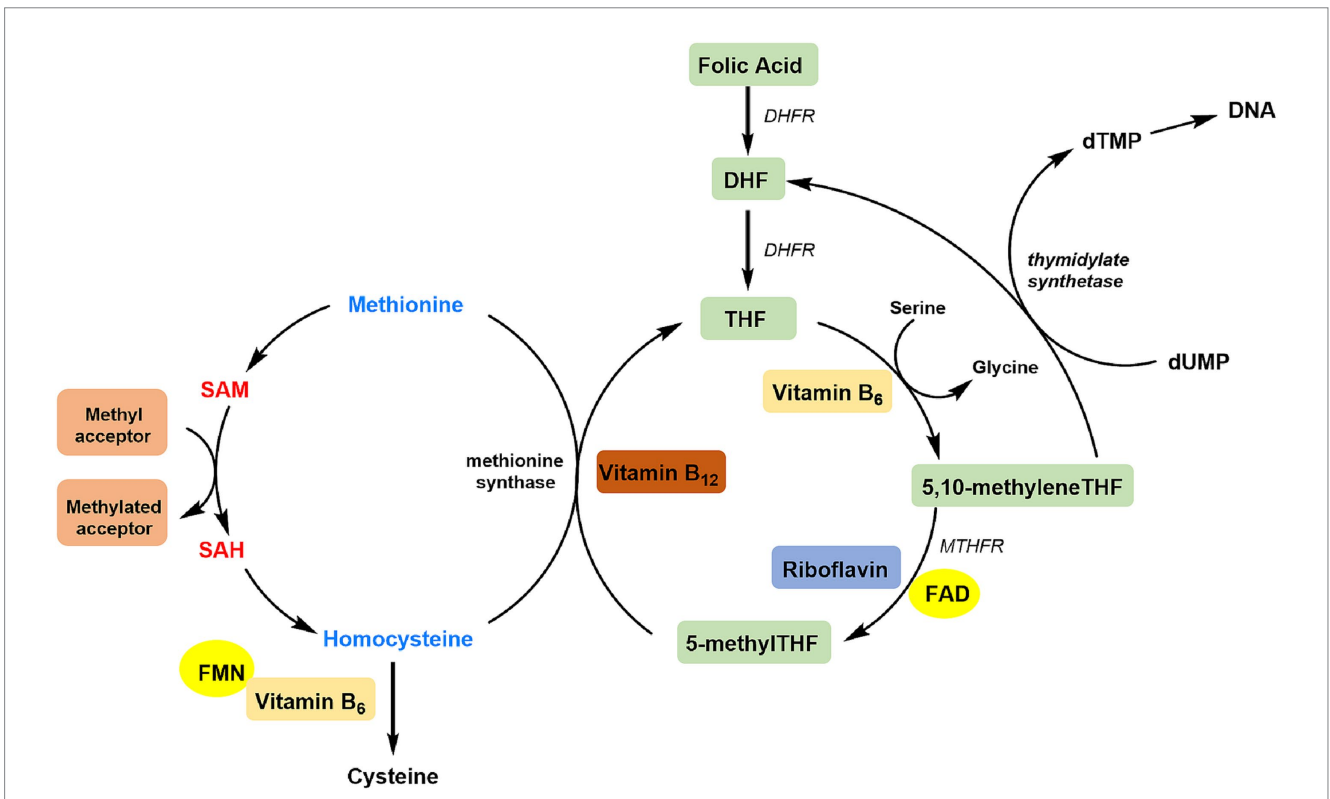 Folic Acid
DHFR
DNA
dTMP
DHF
DHFR
thymidylate
synthetase
Methionine
THF
Serine
Glycine
dUMP
SAM
Vitamin B6
Methyl
acceptor
methionine
synthase
Vitamin B12
5,10-methyleneTHF
Methylated
acceptor
SAH
MTHFR
Riboflavin
FAD
Homocysteine
5-methylTHF
FMN
Vitamin B6
Cysteine